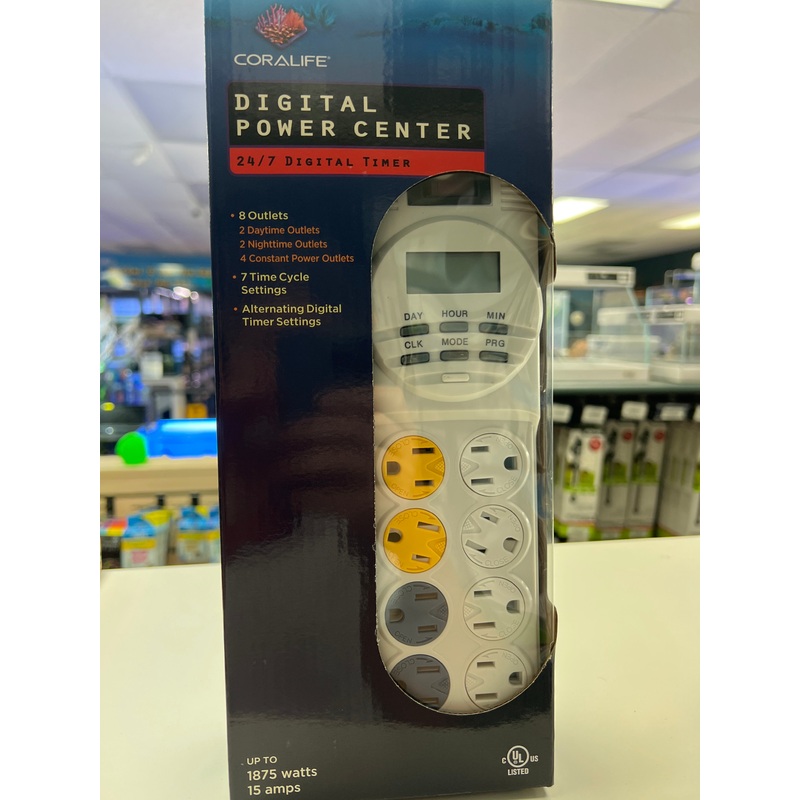 CORALIFE®
DIGITAL
POWER CENTER
24/7 DIGITAL TIMER
• 8 Outlets
2 Daytime Outlets
2 Nighttime Outlets
4 Constant Power Outlets
• 7 Time Cycle
Settings
• Alternating Digital
Timer Settings
DAY HOUR MIN
CLK MODE PRG
UP TO
1875 watts
15 amps
C UL US
LISTED